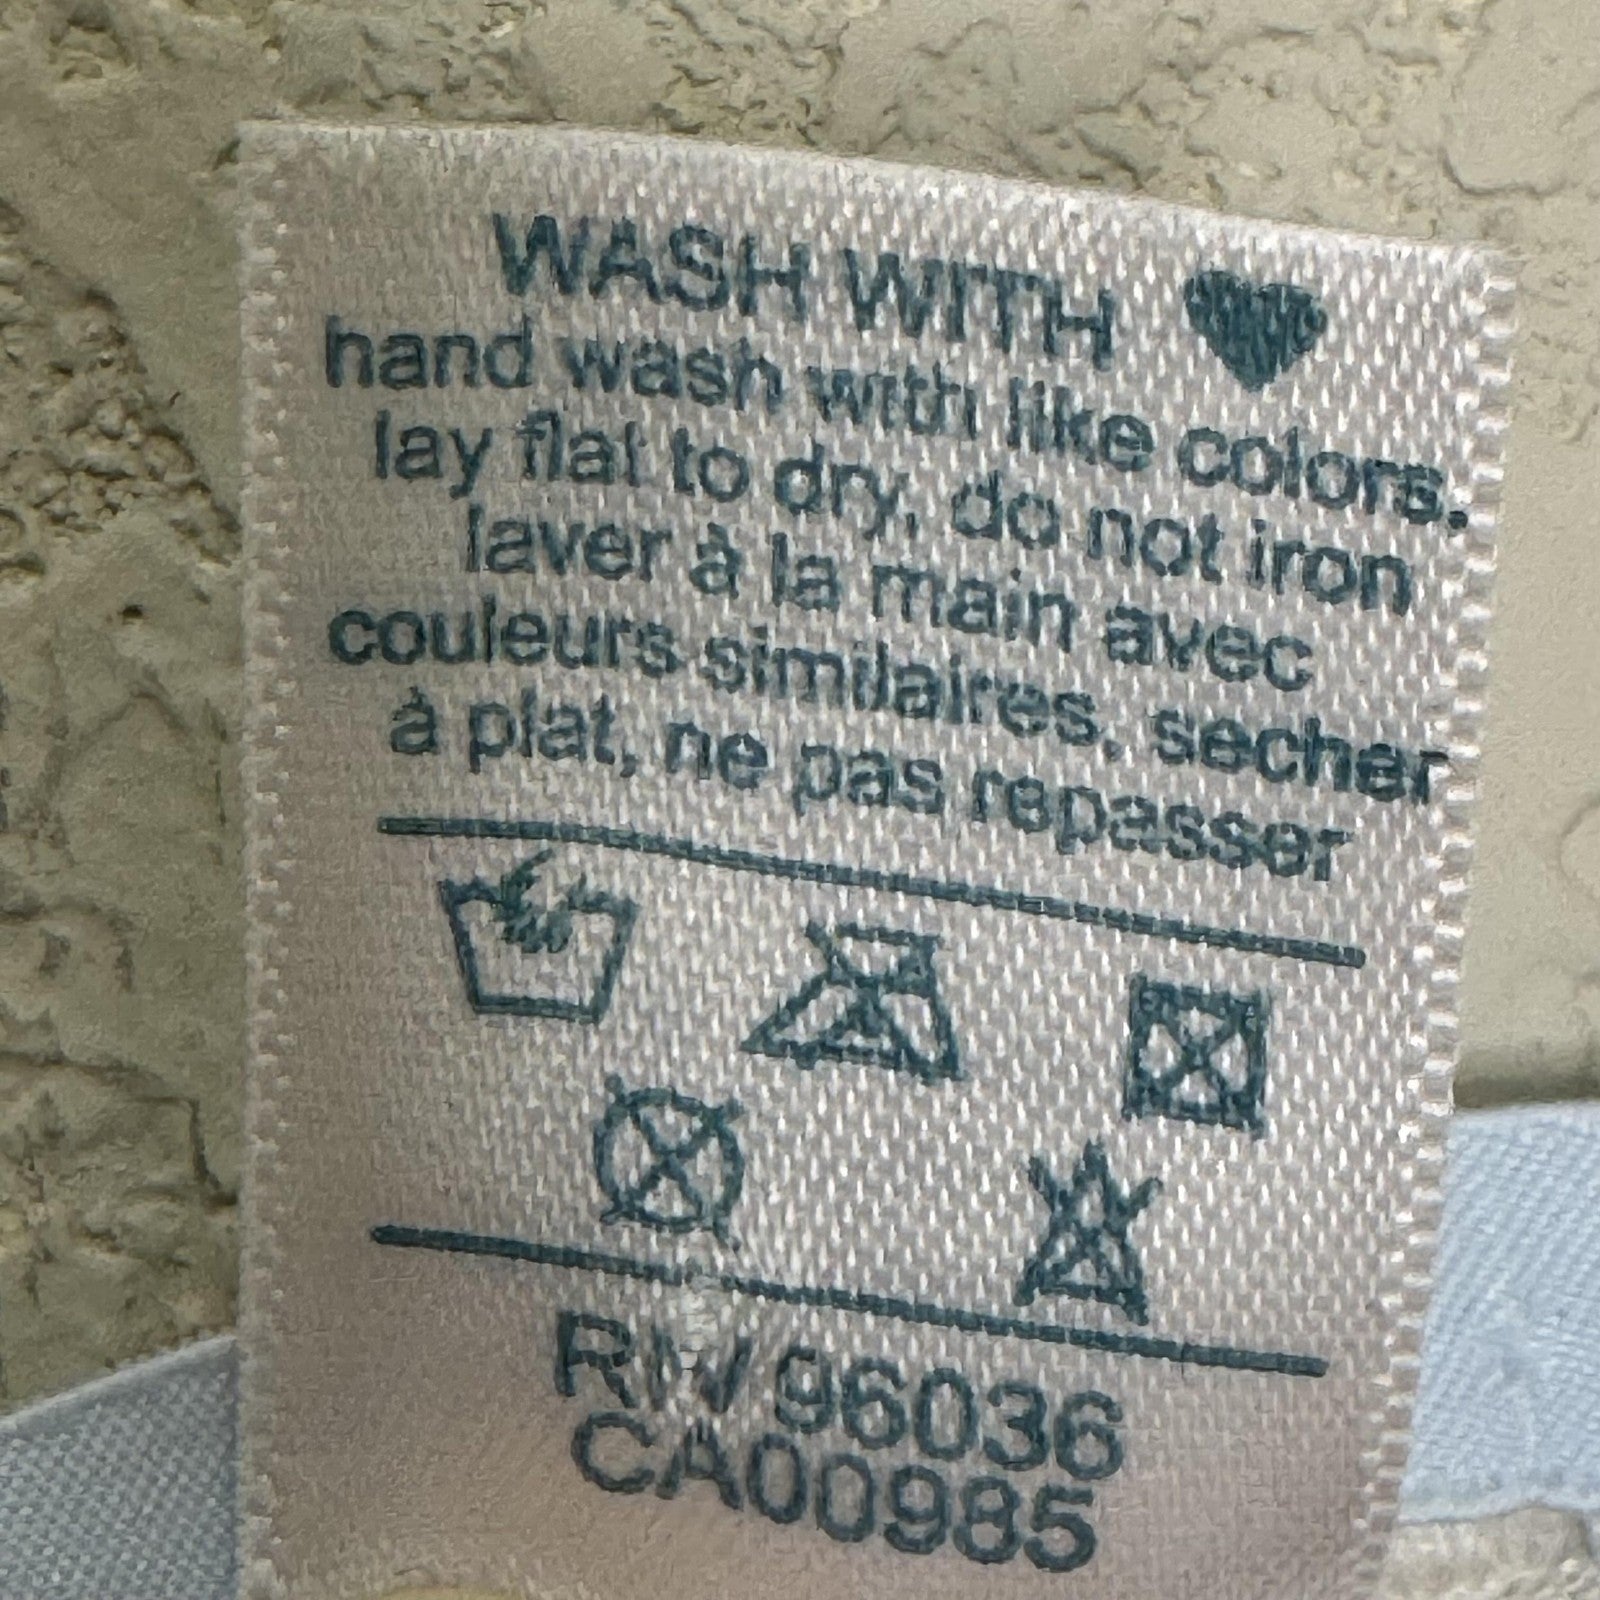 WASH WITH ♥
hand wash with like colors,
lay flat to dry, do not iron
laver à la main avec
couleurs similaires, sécher
à plat, ne pas repasser
RN 96036
CA00985